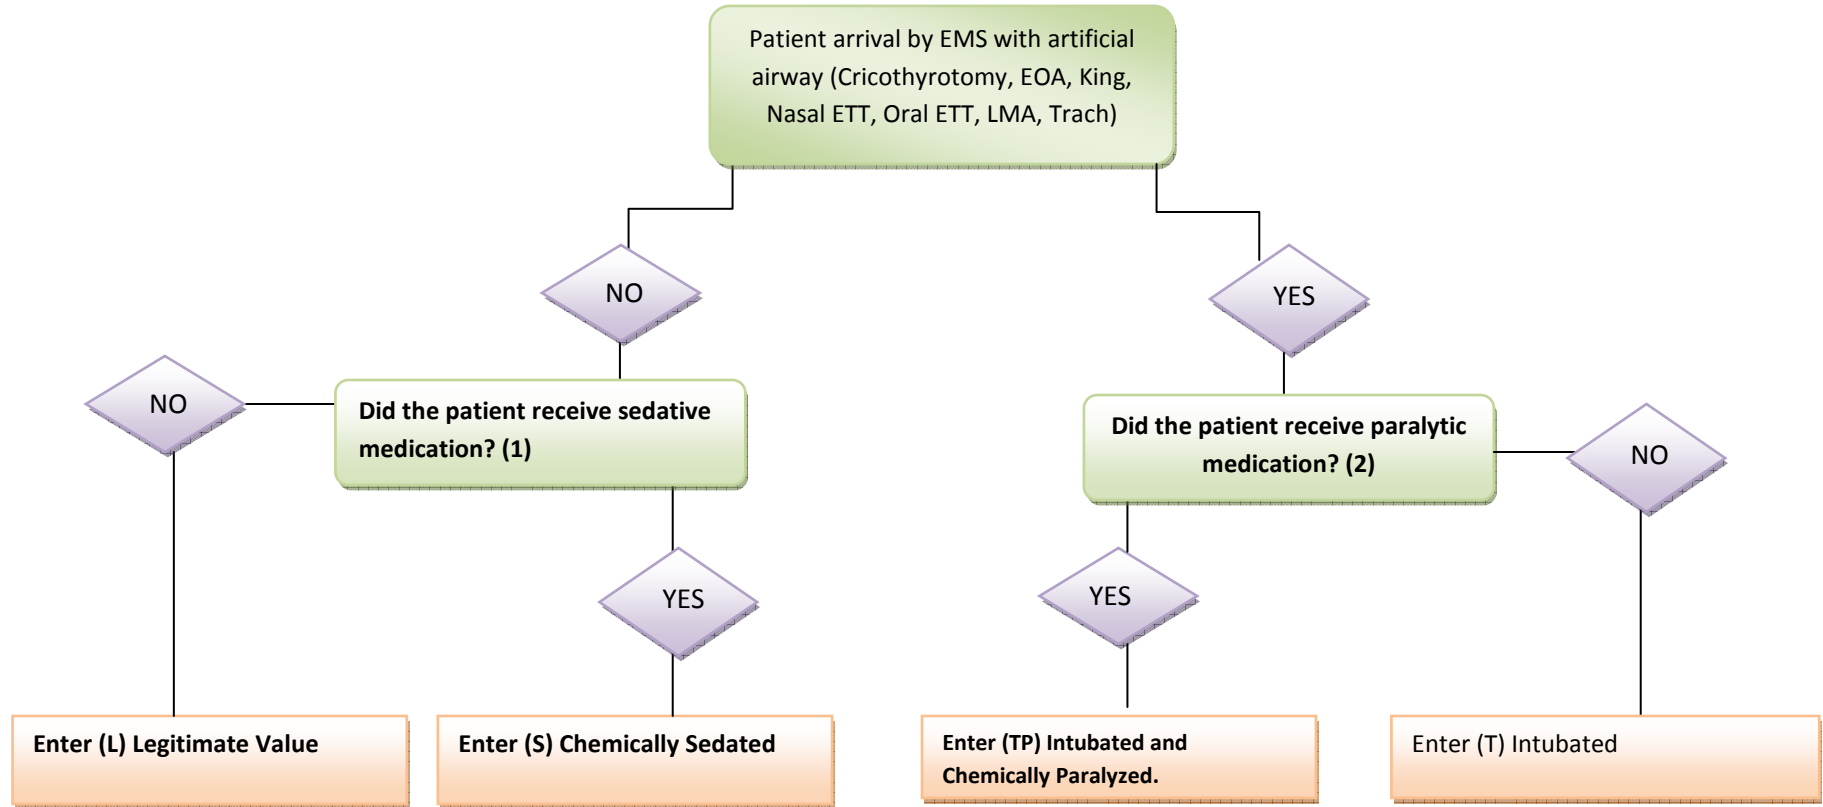 Patient arrival by EMS with artificial
airway (Cricothyrotomy, EOA, King,
Nasal ETT, Oral ETT, LMA, Trach)
NO
YES
NO
Did the patient receive sedative
medication? (1)
Did the patient receive paralytic
medication? (2)
NO
YES
YES
Enter (L) Legitimate Value
Enter (S) Chemically Sedated
Enter (TP) Intubated and
Chemically Paralyzed.
Enter (T) Intubated